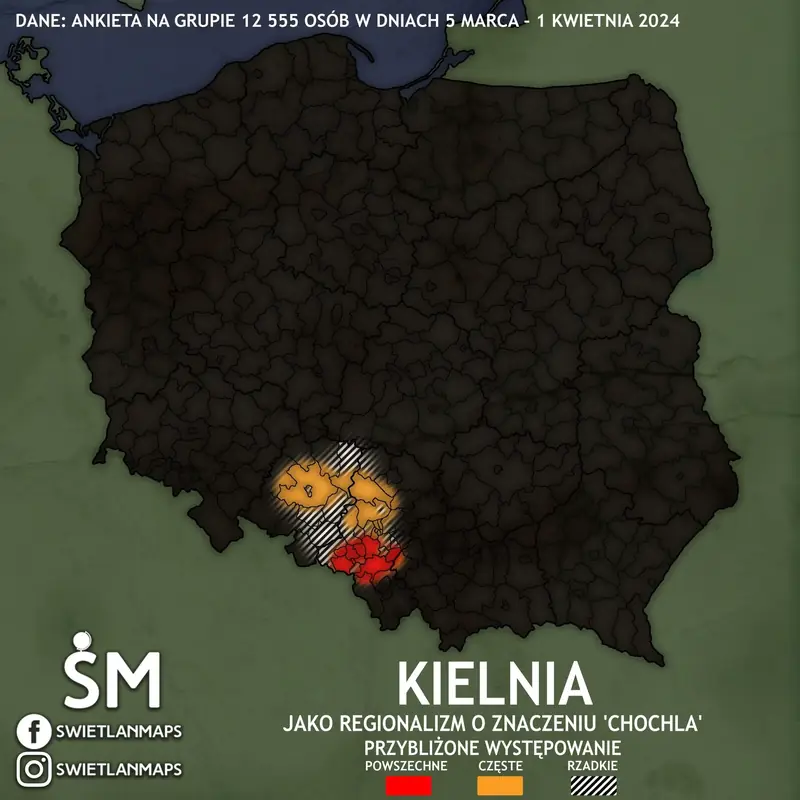 DANE: ANKIETA NA GRUPIE 12 555 OSÓB W DNIACH 5 MARCA - 1 KWIETNIA 2024
ŚM
SWIETLANMAPS
SWIETLANMAPS
KIELNIA
JAKO REGIONALIZM O ZNACZENIU 'CHOCHLA'
PRZYBLIŻONE WYSTĘPOWANIE
POWSZECHNE CZĘSTE RZADKIE